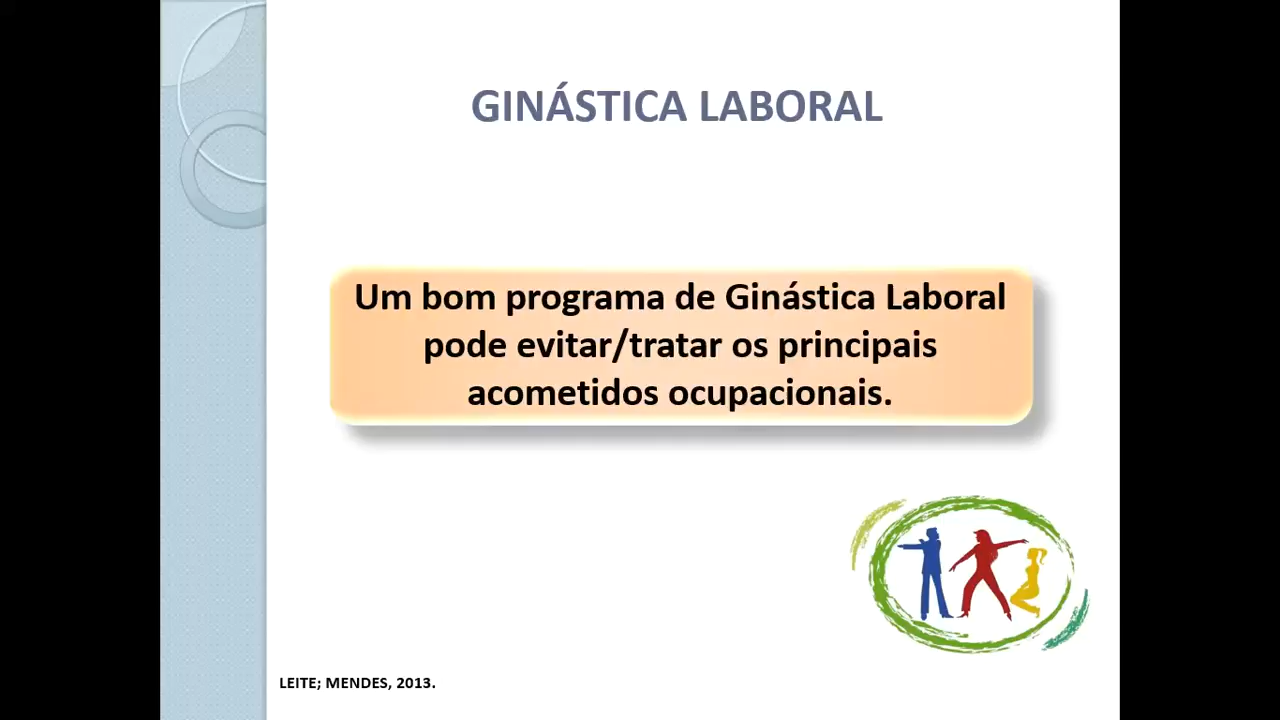 GINÁSTICA LABORAL
Um bom programa de Ginástica Laboral
pode evitar/tratar os principais
acometidos ocupacionais.
LEITE; MENDES, 2013.